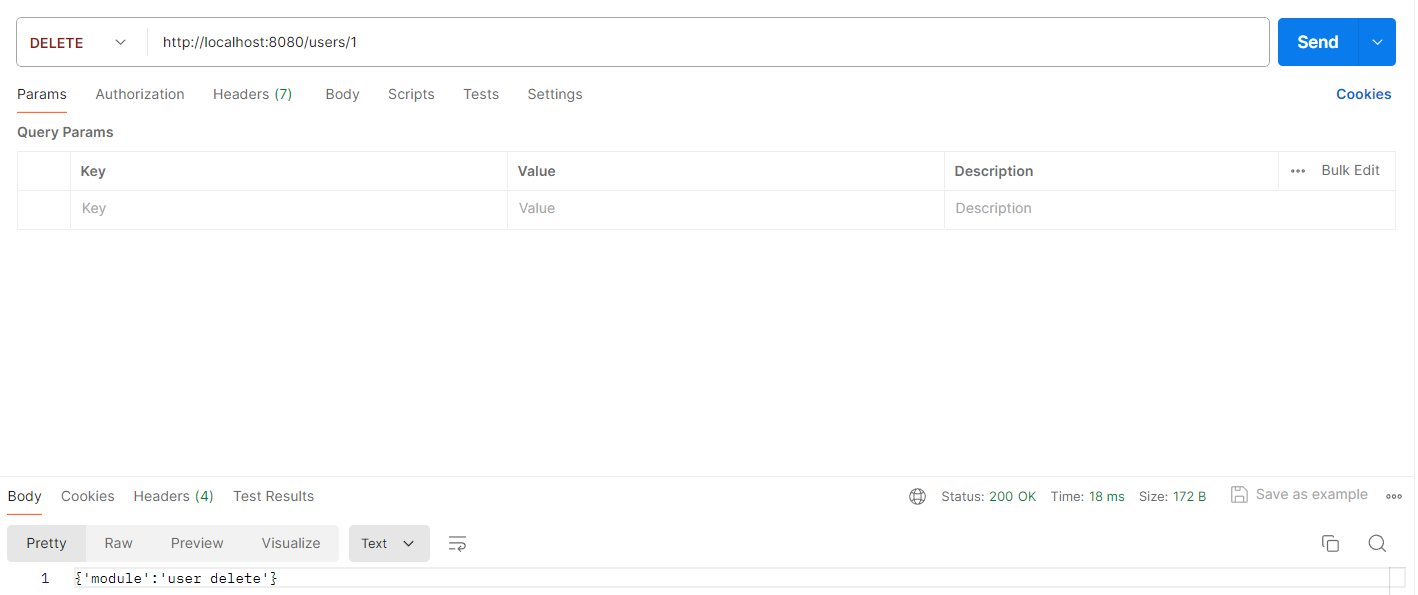 DELETE http://localhost:8080/users/1 Send
Params Authorization Headers (7) Body Scripts Tests Settings Cookies
Query Params
Key Value Description Bulk Edit
Key Value Description
Body Cookies Headers (4) Test Results Status: 200 OK Time: 18 ms Size: 172 B Save as example
Pretty Raw Preview Visualize Text
1 {'module':'user delete'}